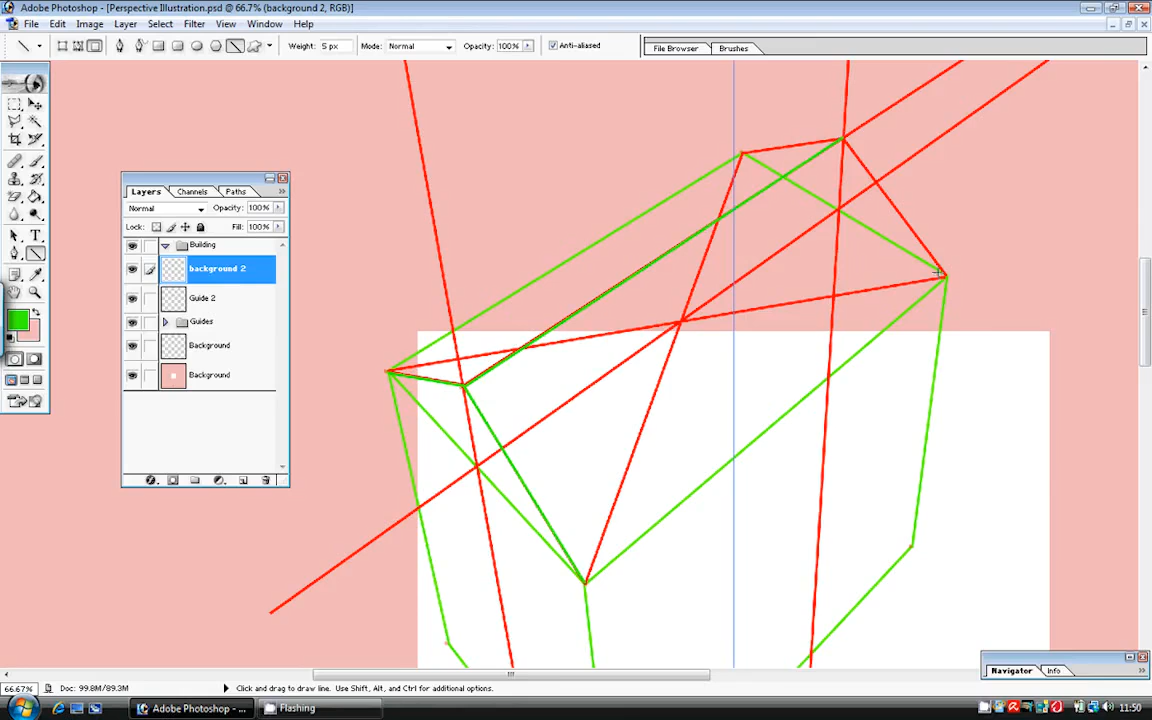 Adobe Photoshop - [Perspective Illustration.psd @ 66.7% (background 2, RGB)]
File Edit Image Layer Select Filter View Window Help
Weight: 5 px Mode: Normal Opacity: 100% Anti-aliased File Browser Brushes
Layers Channels Paths
Normal Opacity: 100%
Lock: Fill: 100%
Building
background 2
Guide 2
Guides
Background
Background
Navigator Info
66.67% Doc: 99.8M/89.3M Click and drag to draw line. Use Shift, Alt, and Ctrl for additional options.
Adobe Photoshop - ... Flashing 11:50